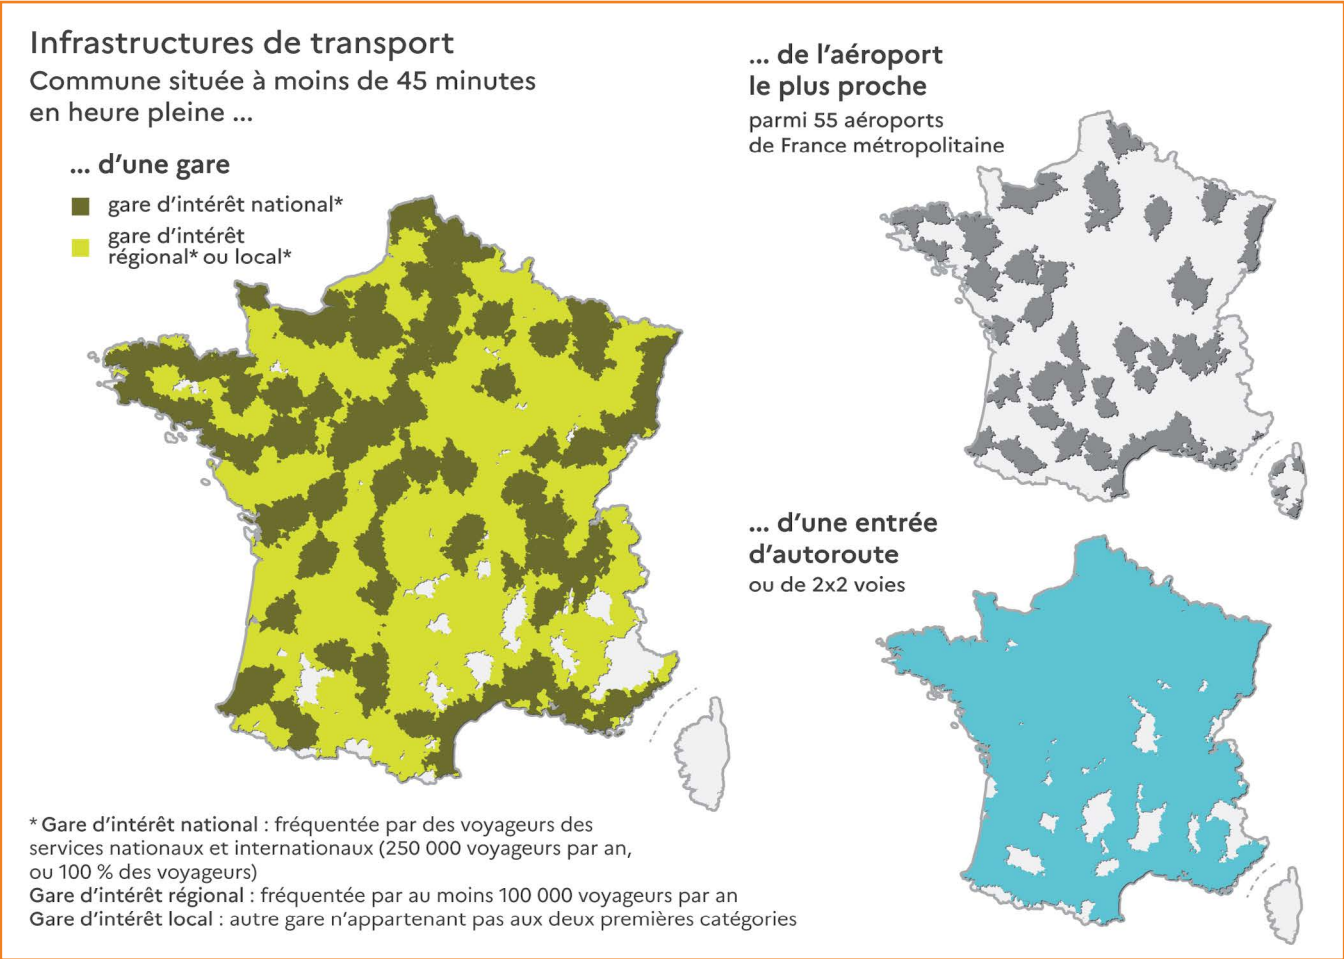 Infrastructures de transport
Commune située à moins de 45 minutes
en heure pleine ...
... d'une gare
gare d'intérêt national*
gare d'intérêt
régional* ou local*
... de l'aéroport
le plus proche
parmi 55 aéroports
de France métropolitaine
... d'une entrée
d'autoroute
ou de 2x2 voies
* Gare d'intérêt national : fréquentée par des voyageurs des
services nationaux et internationaux (250 000 voyageurs par an,
ou 100 % des voyageurs)
Gare d'intérêt régional : fréquentée par au moins 100 000 voyageurs par an
Gare d'intérêt local : autre gare n'appartenant pas aux deux premières catégories